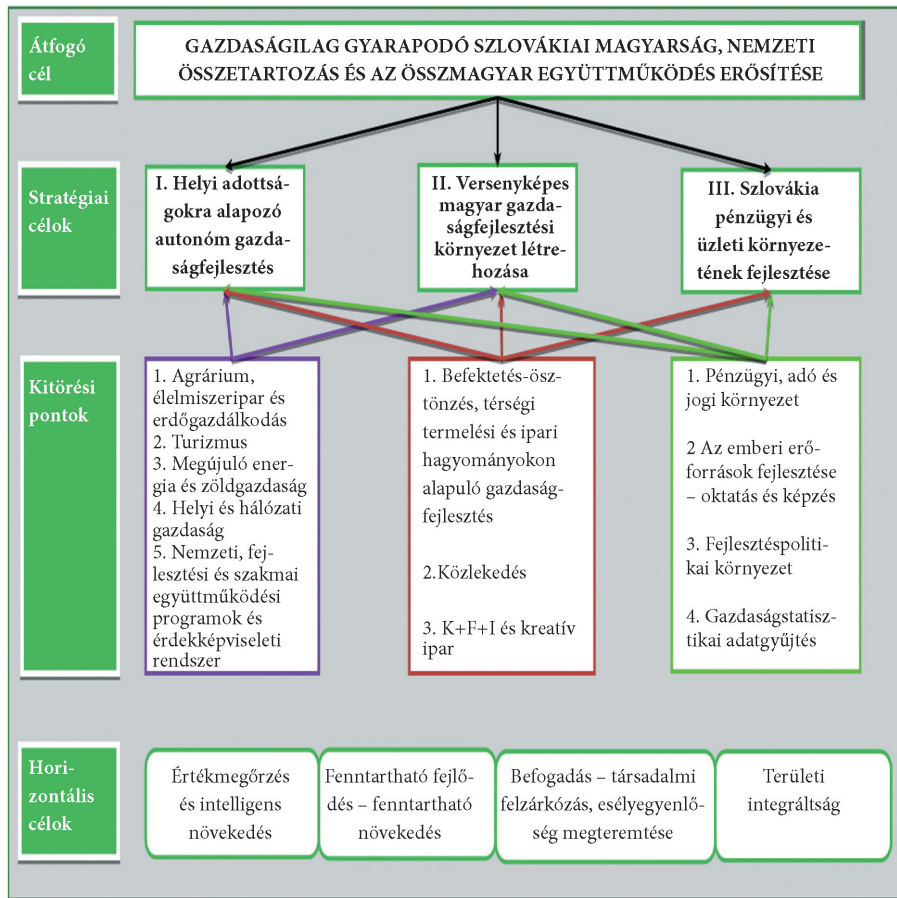 Átfogó
cél
GAZDASÁGILAG GYARAPODÓ SZLOVÁKIAI MAGYARSÁG, NEMZETI
ÖSSZETARTOZÁS ÉS AZ ÖSSZMAGYAR EGYÜTTMŰKÖDÉS ERŐSÍTÉSE
Stratégiai
célok
I. Helyi adottsá-
gokra alapozó
autonóm gazda-
ságfejlesztés
II. Versenyképes
magyar gazda-
ságfejlesztési
környezet létre-
hozása
III. Szlovákia
pénzügyi és
üzleti környeze-
tének fejlesztése
Kitörési
pontok
1. Agrárium,
élelmiszeripar és
erdőgazdálkodás
2. Turizmus
3. Megújuló ener-
gia és zöldgazdaság
4. Helyi és hálózati
gazdaság
5. Nemzeti, fej-
lesztési és szakmai
együttműködési
programok és
érdekképviseleti
rendszer
1. Befektetés-ösz-
tönzés, térségi
termelési és ipari
hagyományokon
alapuló gazdaság-
fejlesztés
2.Közlekedés
3. K+F+I és kreatív
ipar
1. Pénzügyi, adó és
jogi környezet
2 Az emberi erő-
források fejlesztése
– oktatás és képzés
3. Fejlesztéspoliti-
kai környezet
4. Gazdaságstatisz-
tikai adatgyűjtés
Hori-
zontális
célok
Értékmegőrzés
és intelligens
növekedés
Fenntartható fejlő-
dés – fenntartható
növekedés
Befogadás – társadalmi
felzárkózás, esélyegyenlő-
ség megteremtése
Területi
integráltság